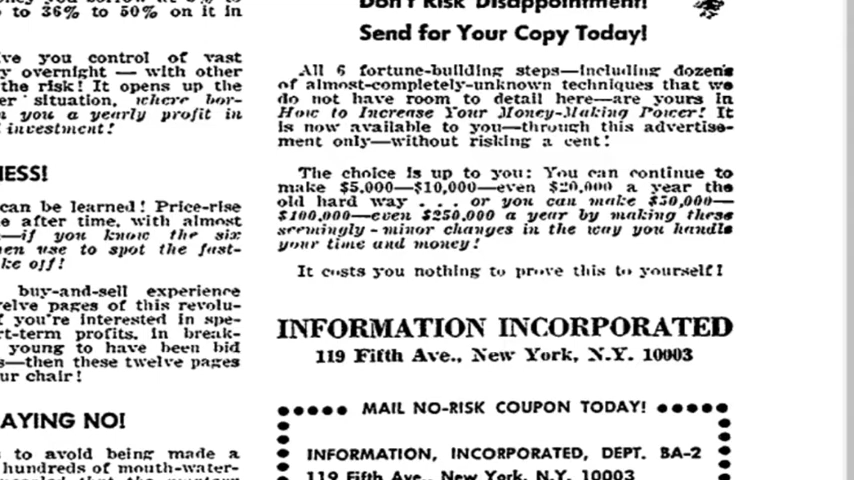 to 36% to 50% on it in
ve you control of vast
y overnight — with other
the risk! It opens up the
er situation, where bor-
n you a yearly profit in
investment!
NESS!
can be learned! Price-rise
e after time, with almost
—if you know the six
hen use to spot the fast-
ke off!
buy-and-sell experience
elve pages of this revolu-
f you're interested in spe-
rt-term profits, in break-
young to have been bid
s—then these twelve pages
ur chair!
AYING NO!
to avoid being made a
hundreds of mouth-water-
Don't Risk Disappointment!
Send for Your Copy Today!
All 6 fortune-building steps—including dozens
of almost-completely-unknown techniques that we
do not have room to detail here—are yours in
How to Increase Your Money-Making Power! It
is now available to you—through this advertise-
ment only—without risking a cent!
The choice is up to you: You can continue to
make $5,000—$10,000—even $20,000 a year the
old hard way . . . or you can make $50,000—
$100,000—even $250,000 a year by making these
seemingly-minor changes in the way you handle
your time and money!
It costs you nothing to prove this to yourself!
INFORMATION INCORPORATED
119 Fifth Ave., New York, N.Y. 10003
MAIL NO-RISK COUPON TODAY!
INFORMATION, INCORPORATED, DEPT. BA-2
119 Fifth Ave., New York, N.Y. 10003